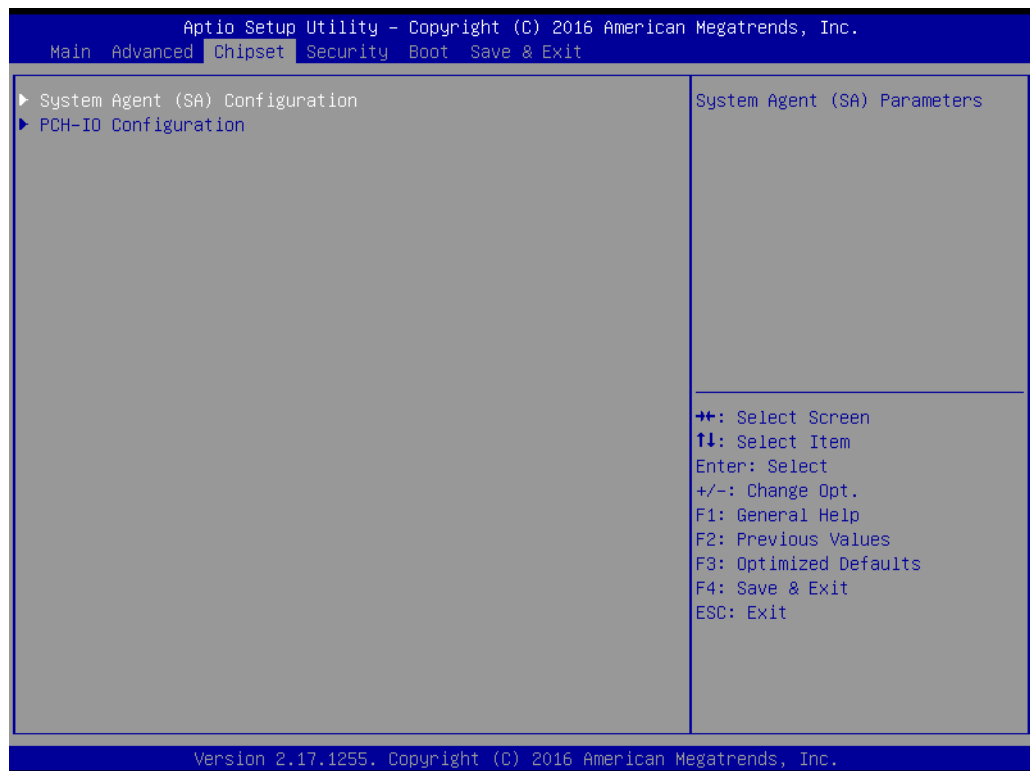 Aptio Setup Utility – Copyright (C) 2016 American Megatrends, Inc.
Main Advanced Chipset Security Boot Save & Exit
▶ System Agent (SA) Configuration
▶ PCH-IO Configuration
System Agent (SA) Parameters
→←: Select Screen
↑↓: Select Item
Enter: Select
+/-: Change Opt.
F1: General Help
F2: Previous Values
F3: Optimized Defaults
F4: Save & Exit
ESC: Exit
Version 2.17.1255. Copyright (C) 2016 American Megatrends, Inc.